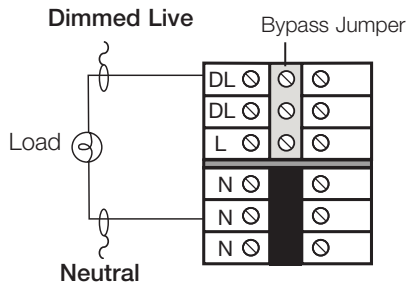 Dimmed Live
Bypass Jumper
DL
DL
Load
L
N
N
N
Neutral